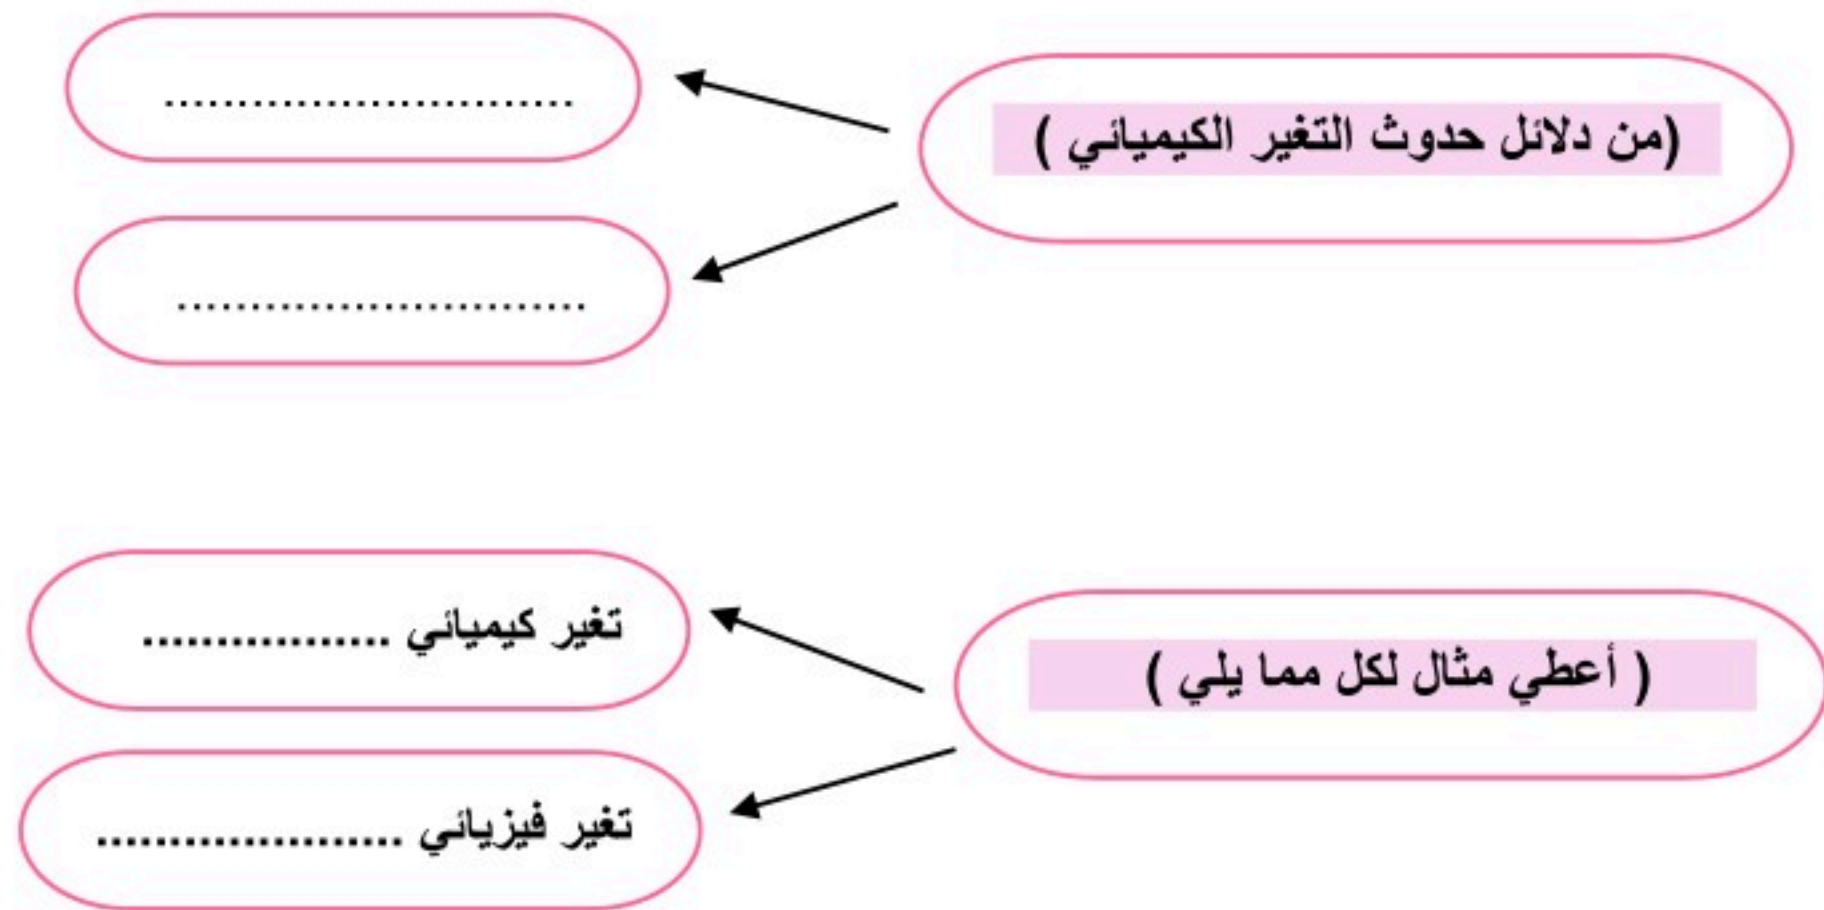 (من دلائل حدوث التغير الكيميائي )
...........................
...........................
( أعطي مثال لكل مما يلي )
تغير كيميائي .................
تغير فيزيائي .....................